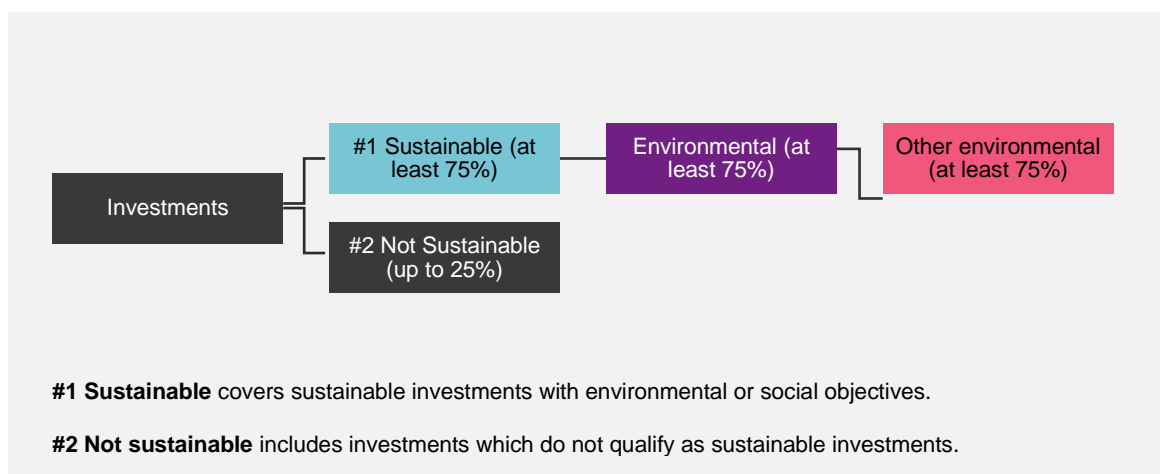 Investments
#1 Sustainable (at
least 75%)
Environmental (at
least 75%)
Other environmental
(at least 75%)
#2 Not Sustainable
(up to 25%)
#1 Sustainable covers sustainable investments with environmental or social objectives.
#2 Not sustainable includes investments which do not qualify as sustainable investments.